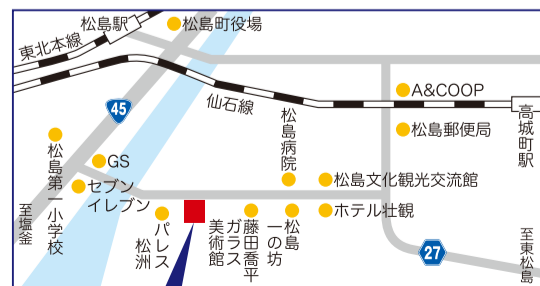 松島駅
松島町役場
東北本線
45
仙石線
A&COOP
高城町駅
松島郵便局
松島病院
松島第一小学校
GS
セブン
イレブン
松島文化観光交流館
至塩釜
パレス
松洲
藤田喬平
ガラス
美術館
松島
一の坊
ホテル壮観
27
至東松島